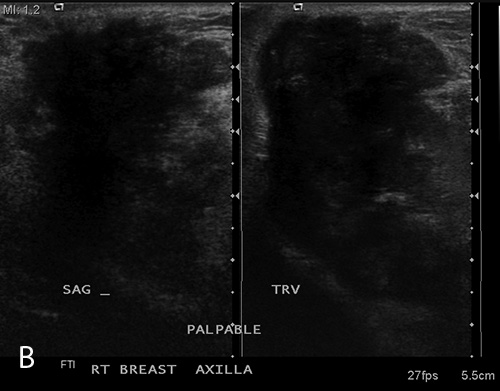 MI: 1.2
SAG _
TRV
PALPABLE
B
FTI
RT BREAST AXILLA
27fps
5.5cm